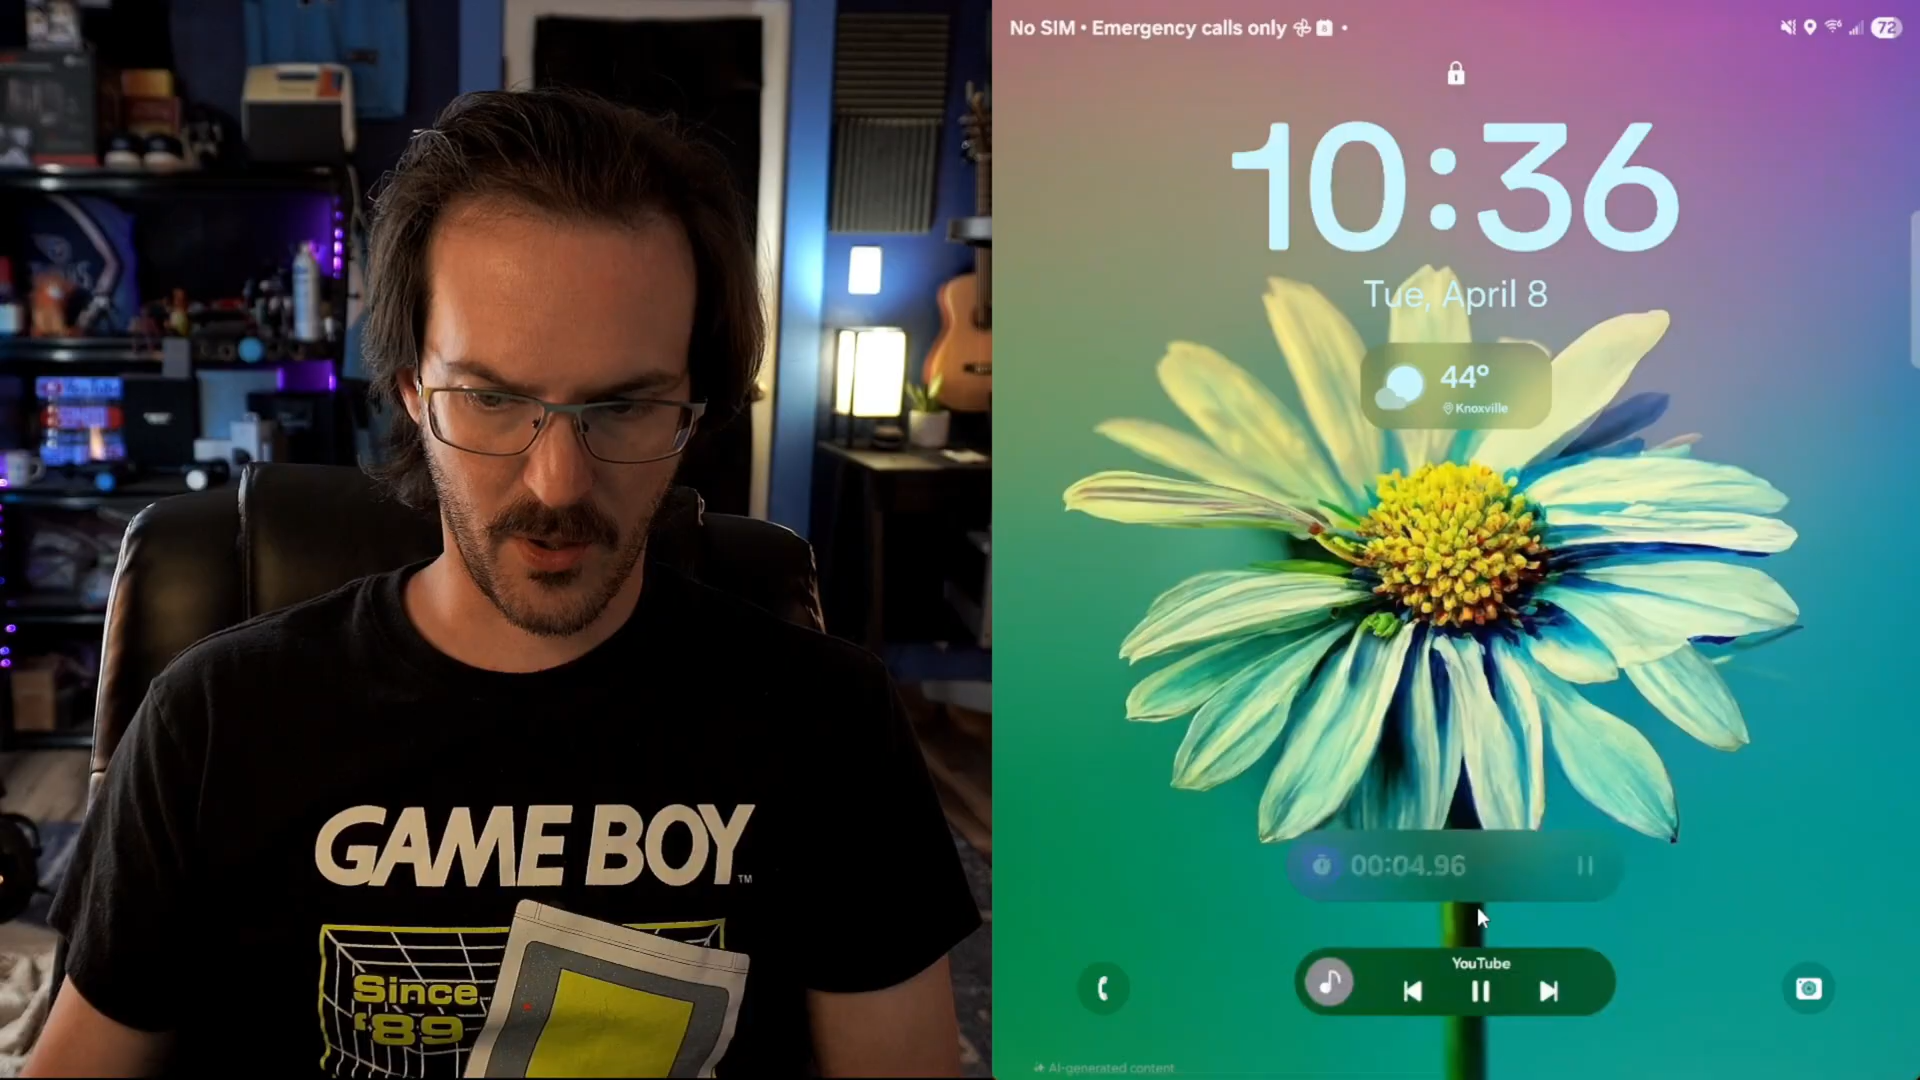 GAME BOY
TM
Since
'89
No SIM • Emergency calls only
72
10:36
Tue, April 8
44°
Knoxville
00:04.96
YouTube
AI-generated content